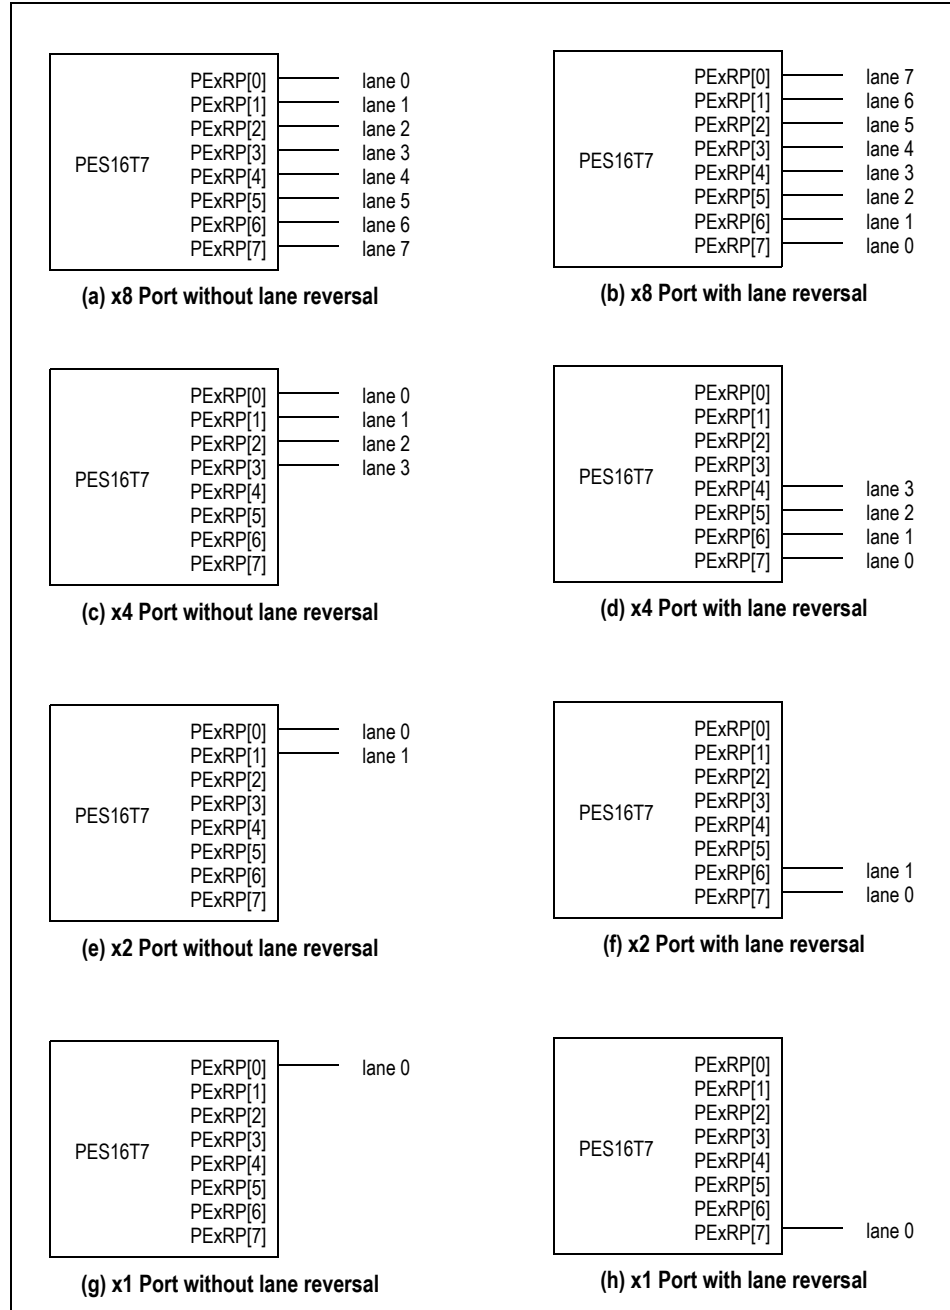 PES16T7
PExRP[0] lane 0
PExRP[1] lane 1
PExRP[2] lane 2
PExRP[3] lane 3
PExRP[4] lane 4
PExRP[5] lane 5
PExRP[6] lane 6
PExRP[7] lane 7
(a) x8 Port without lane reversal
PES16T7
PExRP[0] lane 7
PExRP[1] lane 6
PExRP[2] lane 5
PExRP[3] lane 4
PExRP[4] lane 3
PExRP[5] lane 2
PExRP[6] lane 1
PExRP[7] lane 0
(b) x8 Port with lane reversal
PES16T7
PExRP[0] lane 0
PExRP[1] lane 1
PExRP[2] lane 2
PExRP[3] lane 3
PExRP[4]
PExRP[5]
PExRP[6]
PExRP[7]
(c) x4 Port without lane reversal
PES16T7
PExRP[0]
PExRP[1]
PExRP[2]
PExRP[3]
PExRP[4] lane 3
PExRP[5] lane 2
PExRP[6] lane 1
PExRP[7] lane 0
(d) x4 Port with lane reversal
PES16T7
PExRP[0] lane 0
PExRP[1] lane 1
PExRP[2]
PExRP[3]
PExRP[4]
PExRP[5]
PExRP[6]
PExRP[7]
(e) x2 Port without lane reversal
PES16T7
PExRP[0]
PExRP[1]
PExRP[2]
PExRP[3]
PExRP[4]
PExRP[5]
PExRP[6] lane 1
PExRP[7] lane 0
(f) x2 Port with lane reversal
PES16T7
PExRP[0] lane 0
PExRP[1]
PExRP[2]
PExRP[3]
PExRP[4]
PExRP[5]
PExRP[6]
PExRP[7]
(g) x1 Port without lane reversal
PES16T7
PExRP[0]
PExRP[1]
PExRP[2]
PExRP[3]
PExRP[4]
PExRP[5]
PExRP[6]
PExRP[7] lane 0
(h) x1 Port with lane reversal